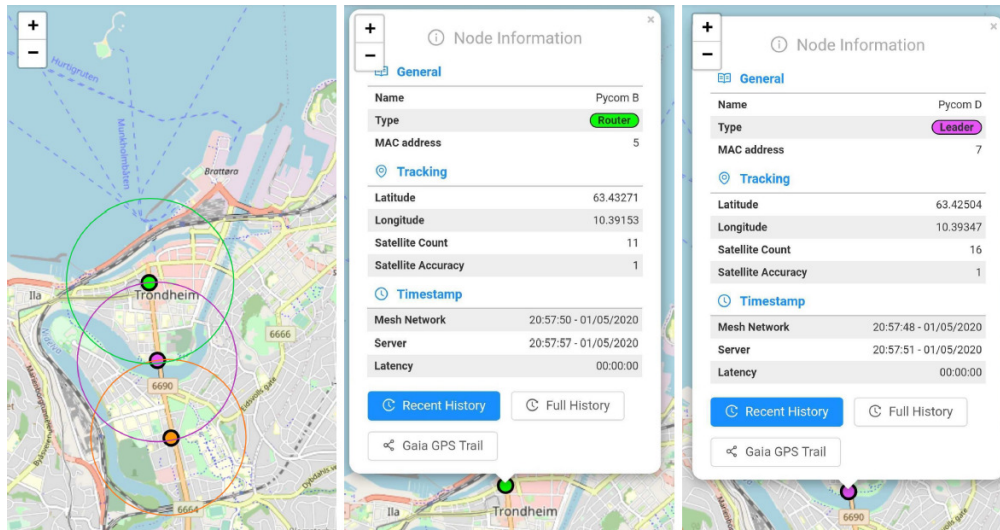 +
−
Hurtigruten
Munkholmbåten
Brattøra
Ila
Trondheim
6666
6690
6664
Nidelva
Eidsvolls gate
+
−
×
Node Information
General
Name Pycom B
Type Router
MAC address 5
Tracking
Latitude 63.43271
Longitude 10.39153
Satellite Count 11
Satellite Accuracy 1
Timestamp
Mesh Network 20:57:50 - 01/05/2020
Server 20:57:57 - 01/05/2020
Latency 00:00:00
Recent History Full History
Gaia GPS Trail
Ila
Trondheim
+
−
×
Node Information
General
Name Pycom D
Type Leader
MAC address 7
Tracking
Latitude 63.42504
Longitude 10.39347
Satellite Count 16
Satellite Accuracy 1
Timestamp
Mesh Network 20:57:48 - 01/05/2020
Server 20:57:51 - 01/05/2020
Latency 00:00:00
Recent History Full History
Gaia GPS Trail
6690